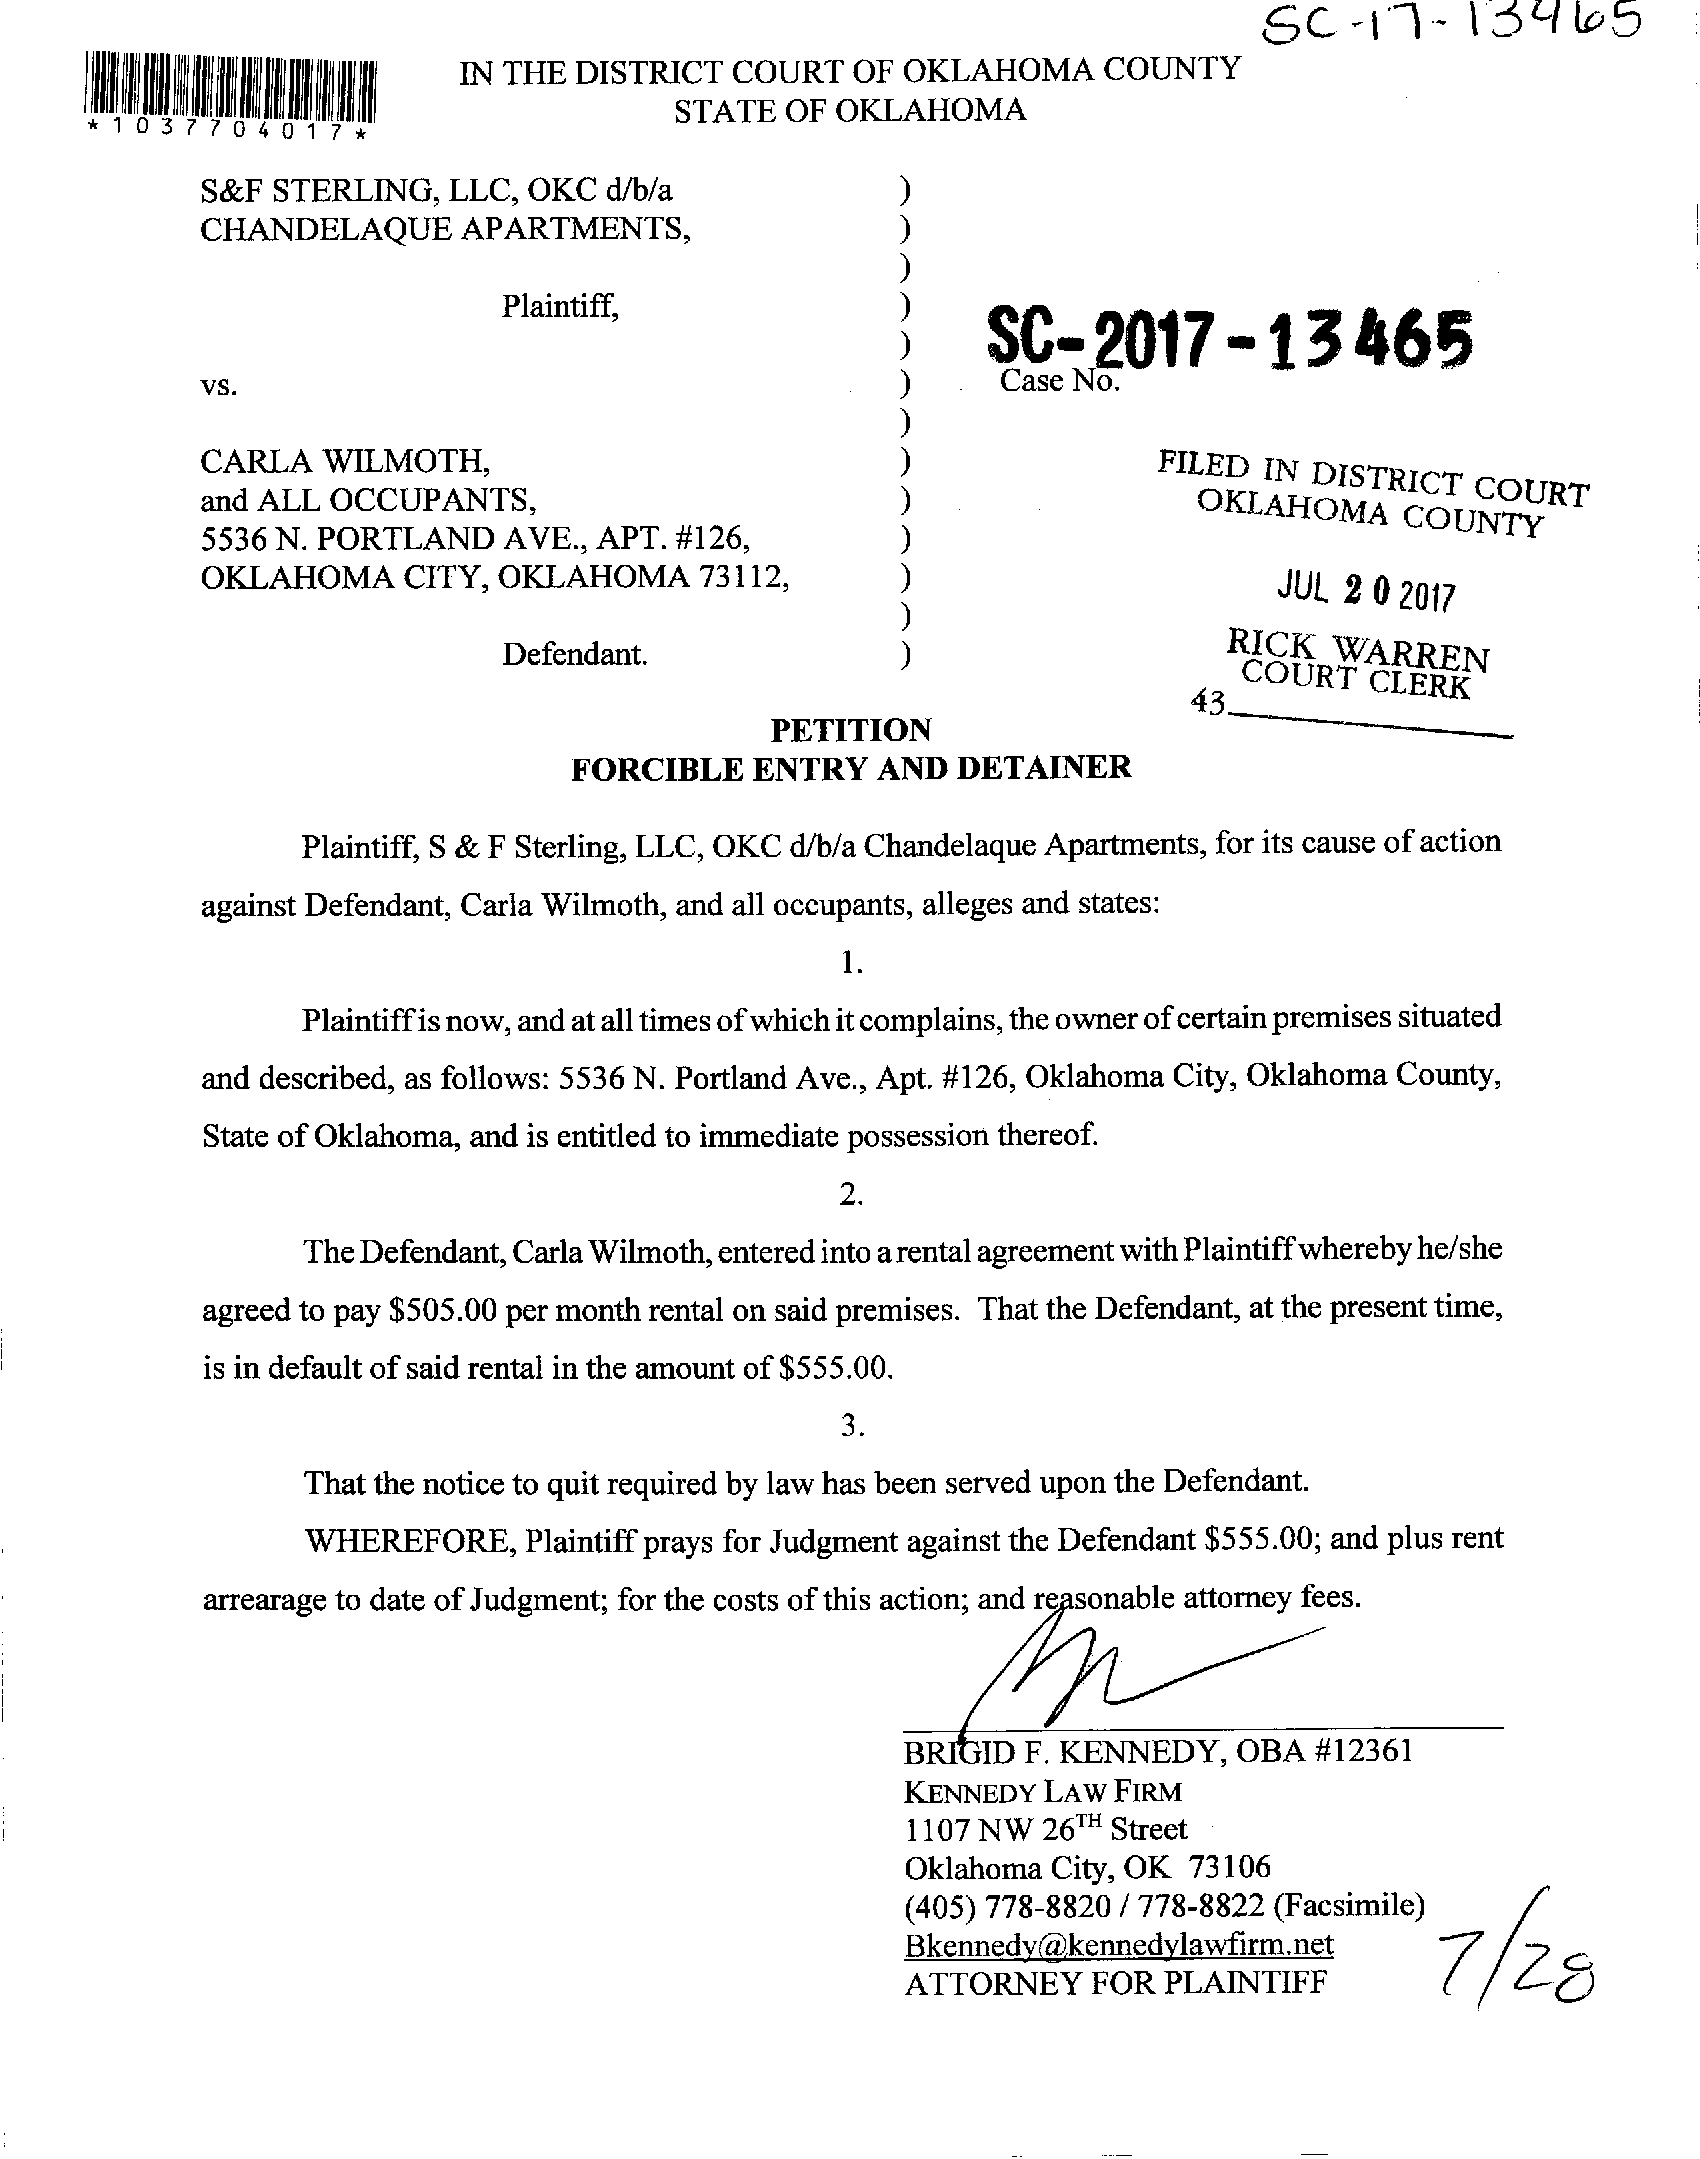 SC-17-13465
IN THE DISTRICT COURT OF OKLAHOMA COUNTY
STATE OF OKLAHOMA
*1037704017*
S&F STERLING, LLC, OKC d/b/a )
CHANDELAQUE APARTMENTS, )
)
Plaintiff, )
)
SC-2017-13465
vs. ) Case No.
)
CARLA WILMOTH, )
and ALL OCCUPANTS, )
5536 N. PORTLAND AVE., APT. #126, )
OKLAHOMA CITY, OKLAHOMA 73112, )
)
Defendant. )
FILED IN DISTRICT COURT
OKLAHOMA COUNTY
JUL 20 2017
RICK WARREN
COURT CLERK
43
PETITION
FORCIBLE ENTRY AND DETAINER
Plaintiff, S & F Sterling, LLC, OKC d/b/a Chandelaque Apartments, for its cause of action
against Defendant, Carla Wilmoth, and all occupants, alleges and states:
1.
Plaintiff is now, and at all times of which it complains, the owner of certain premises situated
and described, as follows: 5536 N. Portland Ave., Apt. #126, Oklahoma City, Oklahoma County,
State of Oklahoma, and is entitled to immediate possession thereof.
2.
The Defendant, Carla Wilmoth, entered into a rental agreement with Plaintiff whereby he/she
agreed to pay $505.00 per month rental on said premises. That the Defendant, at the present time,
is in default of said rental in the amount of $555.00.
3.
That the notice to quit required by law has been served upon the Defendant.
WHEREFORE, Plaintiff prays for Judgment against the Defendant $555.00; and plus rent
arrearage to date of Judgment; for the costs of this action; and reasonable attorney fees.
BRIGID F. KENNEDY, OBA #12361
KENNEDY LAW FIRM
1107 NW 26TH Street
Oklahoma City, OK 73106
(405) 778-8820 / 778-8822 (Facsimile)
Bkennedy@kennedylawfirm.net
ATTORNEY FOR PLAINTIFF
7/28